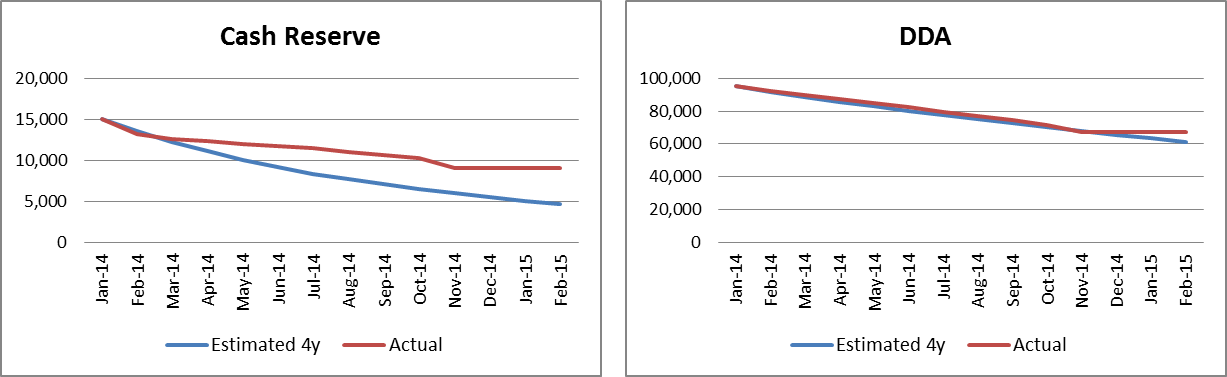 Cash Reserve
20,000
15,000
10,000
5,000
0
Jan-14
Feb-14
Mar-14
Apr-14
May-14
Jun-14
Jul-14
Aug-14
Sep-14
Oct-14
Nov-14
Dec-14
Jan-15
Feb-15
Estimated 4y
Actual
DDA
100,000
80,000
60,000
40,000
20,000
0
Jan-14
Feb-14
Mar-14
Apr-14
May-14
Jun-14
Jul-14
Aug-14
Sep-14
Oct-14
Nov-14
Dec-14
Jan-15
Feb-15
Estimated 4y
Actual